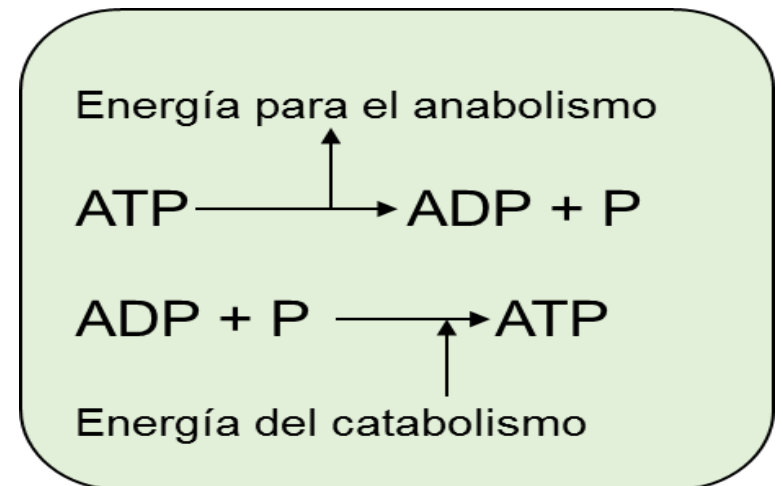 Energía para el anabolismo
ATP → ADP + P
ADP + P → ATP
Energía del catabolismo